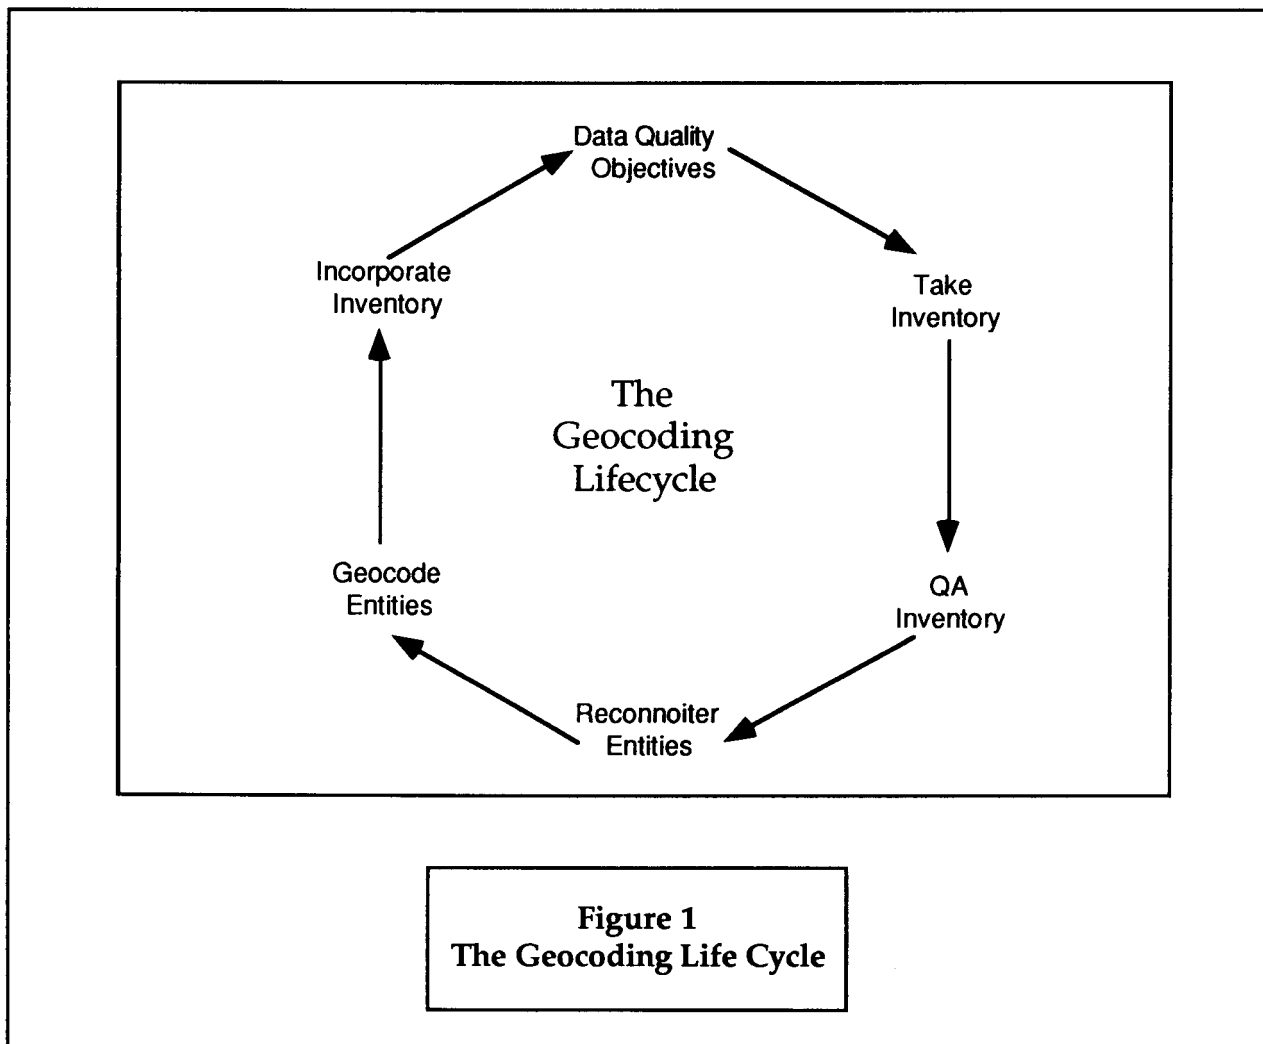 Data Quality
Objectives
Incorporate
Inventory
Take
Inventory
The
Geocoding
Lifecycle
Geocode
Entities
QA
Inventory
Reconnoiter
Entities
Figure 1
The Geocoding Life Cycle